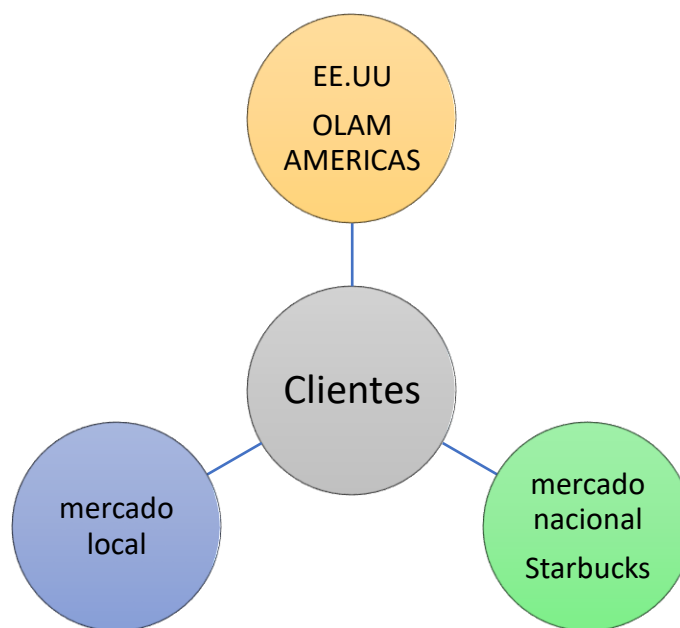 EE.UU
OLAM
AMERICAS
Clientes
mercado
local
mercado
nacional
Starbucks